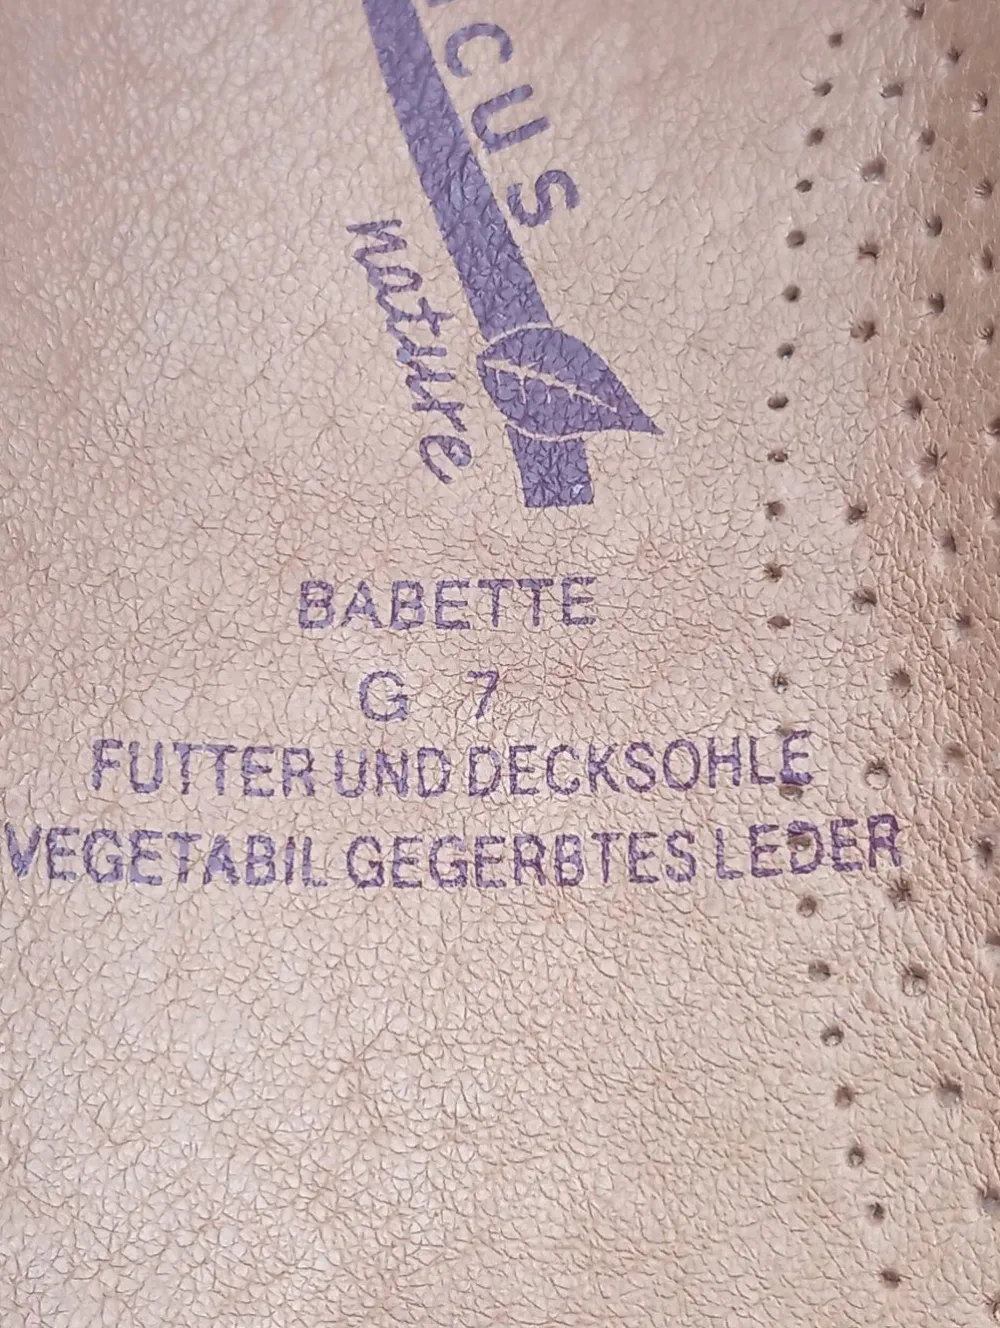 CUS
nature
BABETTE
G 7
FUTTER UND DECKSOHLE
VEGETABIL GEGERBTES LEDER